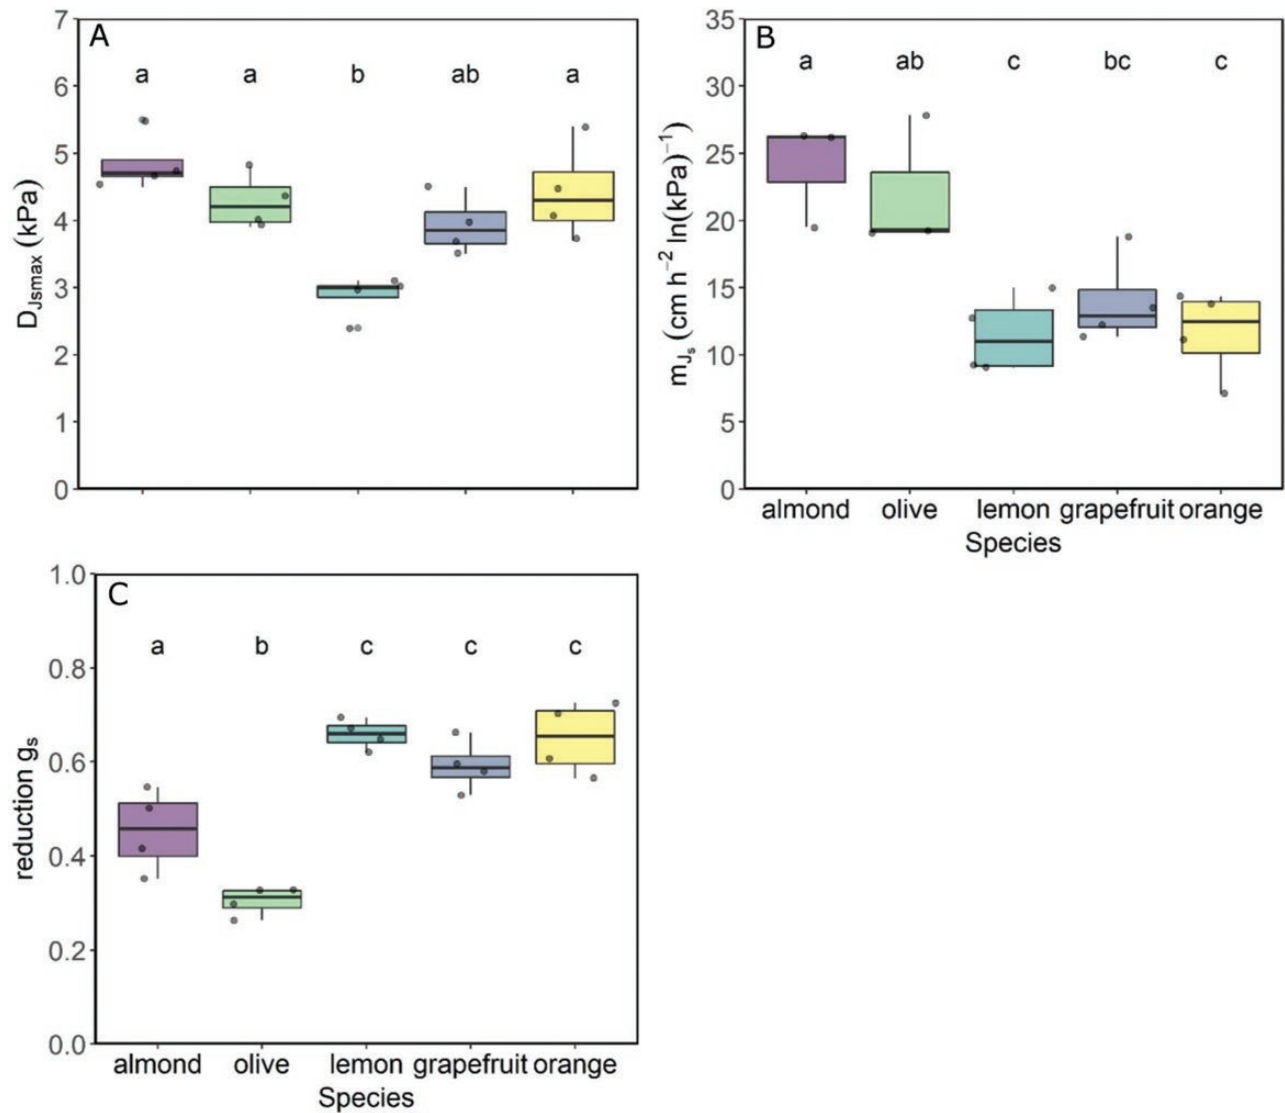 A
a a b ab a
7
6
5
4
3
2
1
0
D_Jsmax (kPa)
B
a ab c bc c
35
30
25
20
15
10
5
0
m_Js (cm h⁻² ln(kPa)⁻¹)
almond olive lemon grapefruit orange
Species
C
a b c c c
1.0
0.8
0.6
0.4
0.2
0.0
reduction gₛ
almond olive lemon grapefruit orange
Species